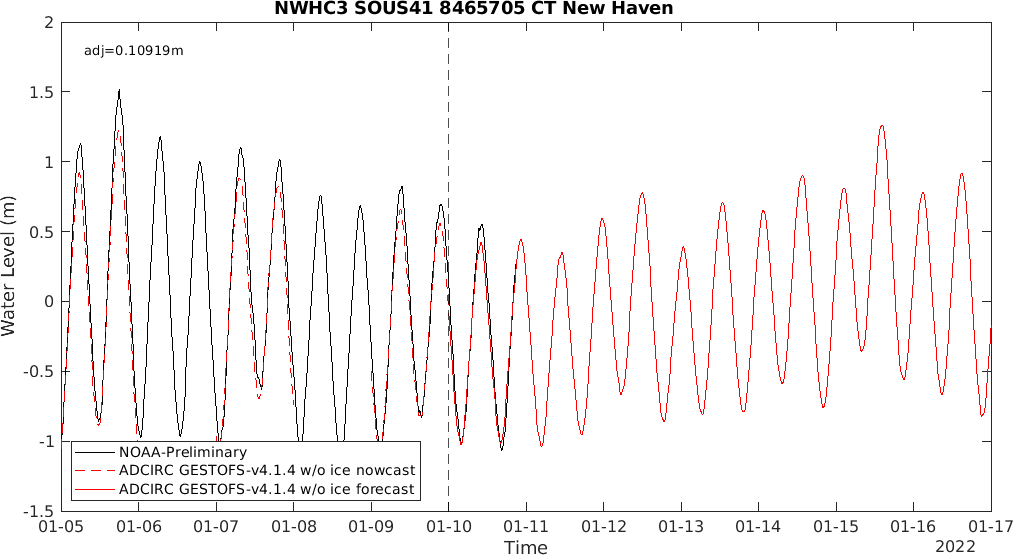 NWHC3 SOUS41 8465705 CT New Haven
adj=0.10919m
2
1.5
1
0.5
0
-0.5
-1
-1.5
Water Level (m)
NOAA-Preliminary
ADCIRC GESTOFS-v4.1.4 w/o ice nowcast
ADCIRC GESTOFS-v4.1.4 w/o ice forecast
01-05 01-06 01-07 01-08 01-09 01-10 01-11 01-12 01-13 01-14 01-15 01-16 01-17
Time
2022